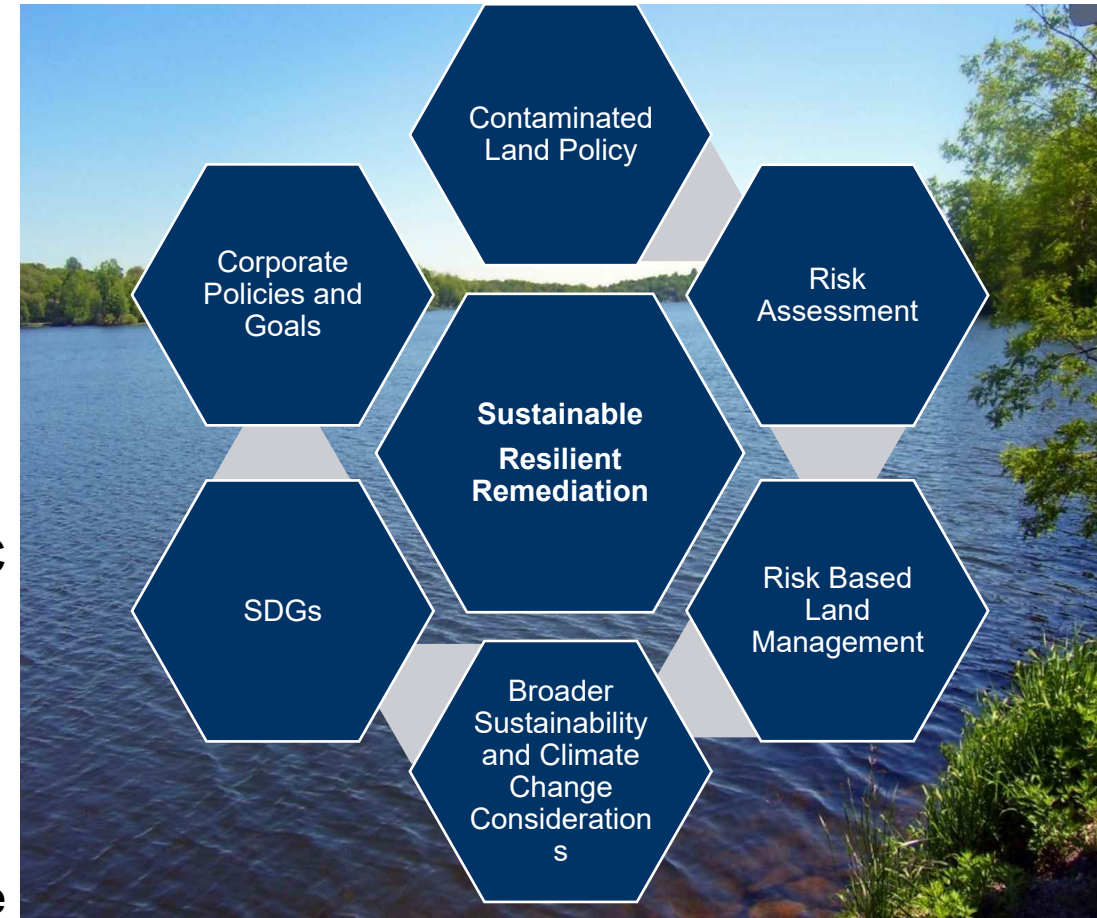 Contaminated
Land Policy
Corporate
Policies and
Goals
Risk
Assessment
Sustainable
Resilient
Remediation
SDGs
Risk Based
Land
Management
Broader
Sustainability
and Climate
Change
Consideration
s